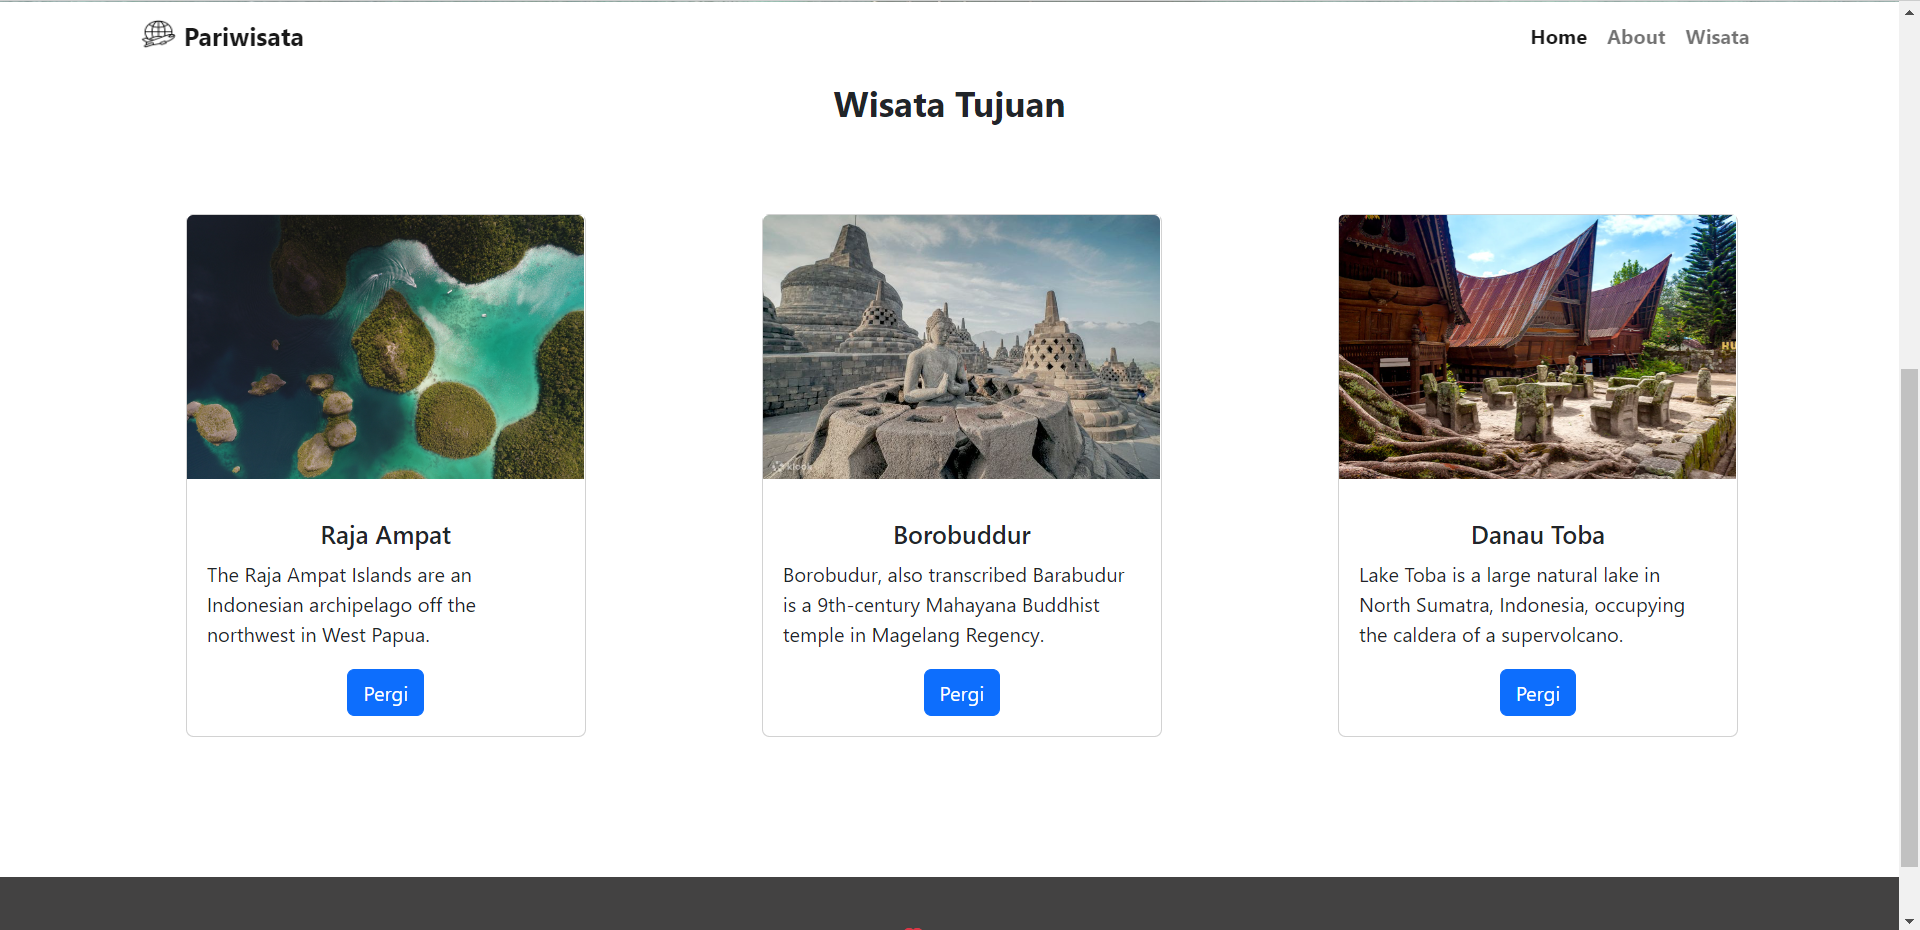 Pariwisata
Home About Wisata
Wisata Tujuan
Raja Ampat
The Raja Ampat Islands are an
Indonesian archipelago off the
northwest in West Papua.
Pergi
Borobuddur
Borobudur, also transcribed Barabudur
is a 9th-century Mahayana Buddhist
temple in Magelang Regency.
Pergi
Danau Toba
Lake Toba is a large natural lake in
North Sumatra, Indonesia, occupying
the caldera of a supervolcano.
Pergi